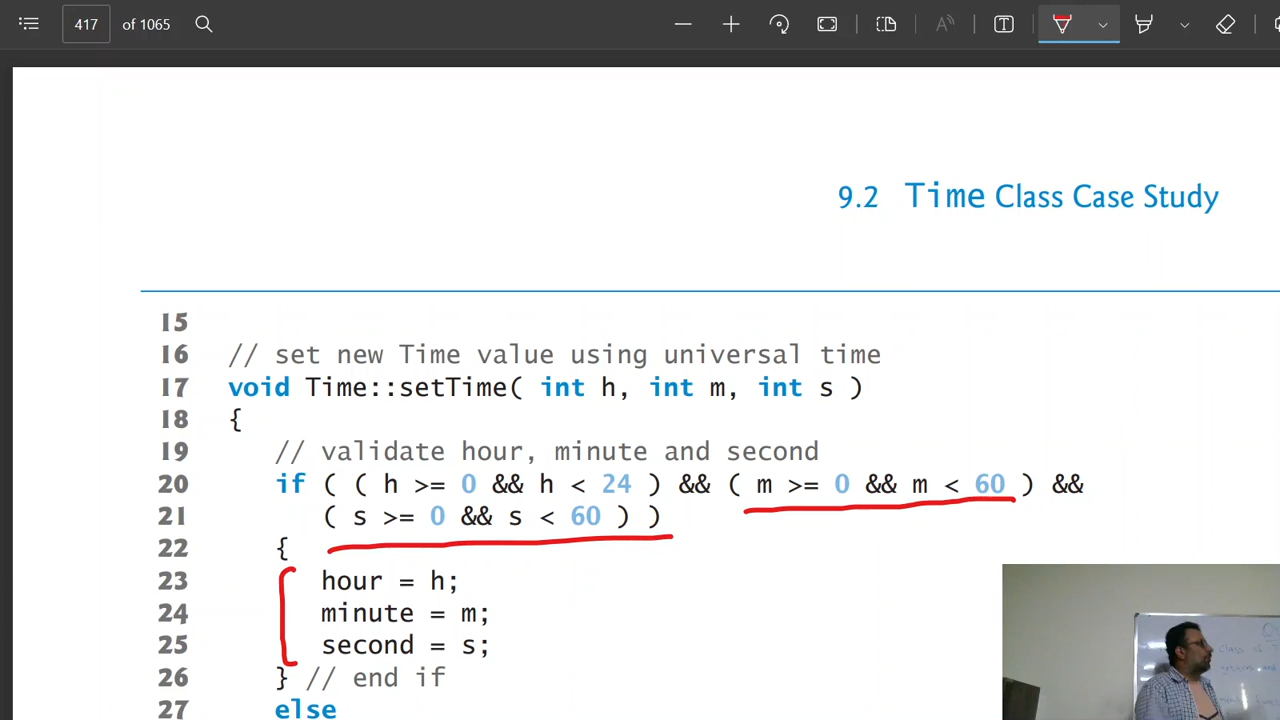 417 of 1065
9.2 Time Class Case Study
15
16 // set new Time value using universal time
17 void Time::setTime( int h, int m, int s )
18 {
19 // validate hour, minute and second
20 if ( ( h >= 0 && h < 24 ) && ( m >= 0 && m < 60 ) &&
21 ( s >= 0 && s < 60 ) )
22 {
23 hour = h;
24 minute = m;
25 second = s;
26 } // end if
27 else